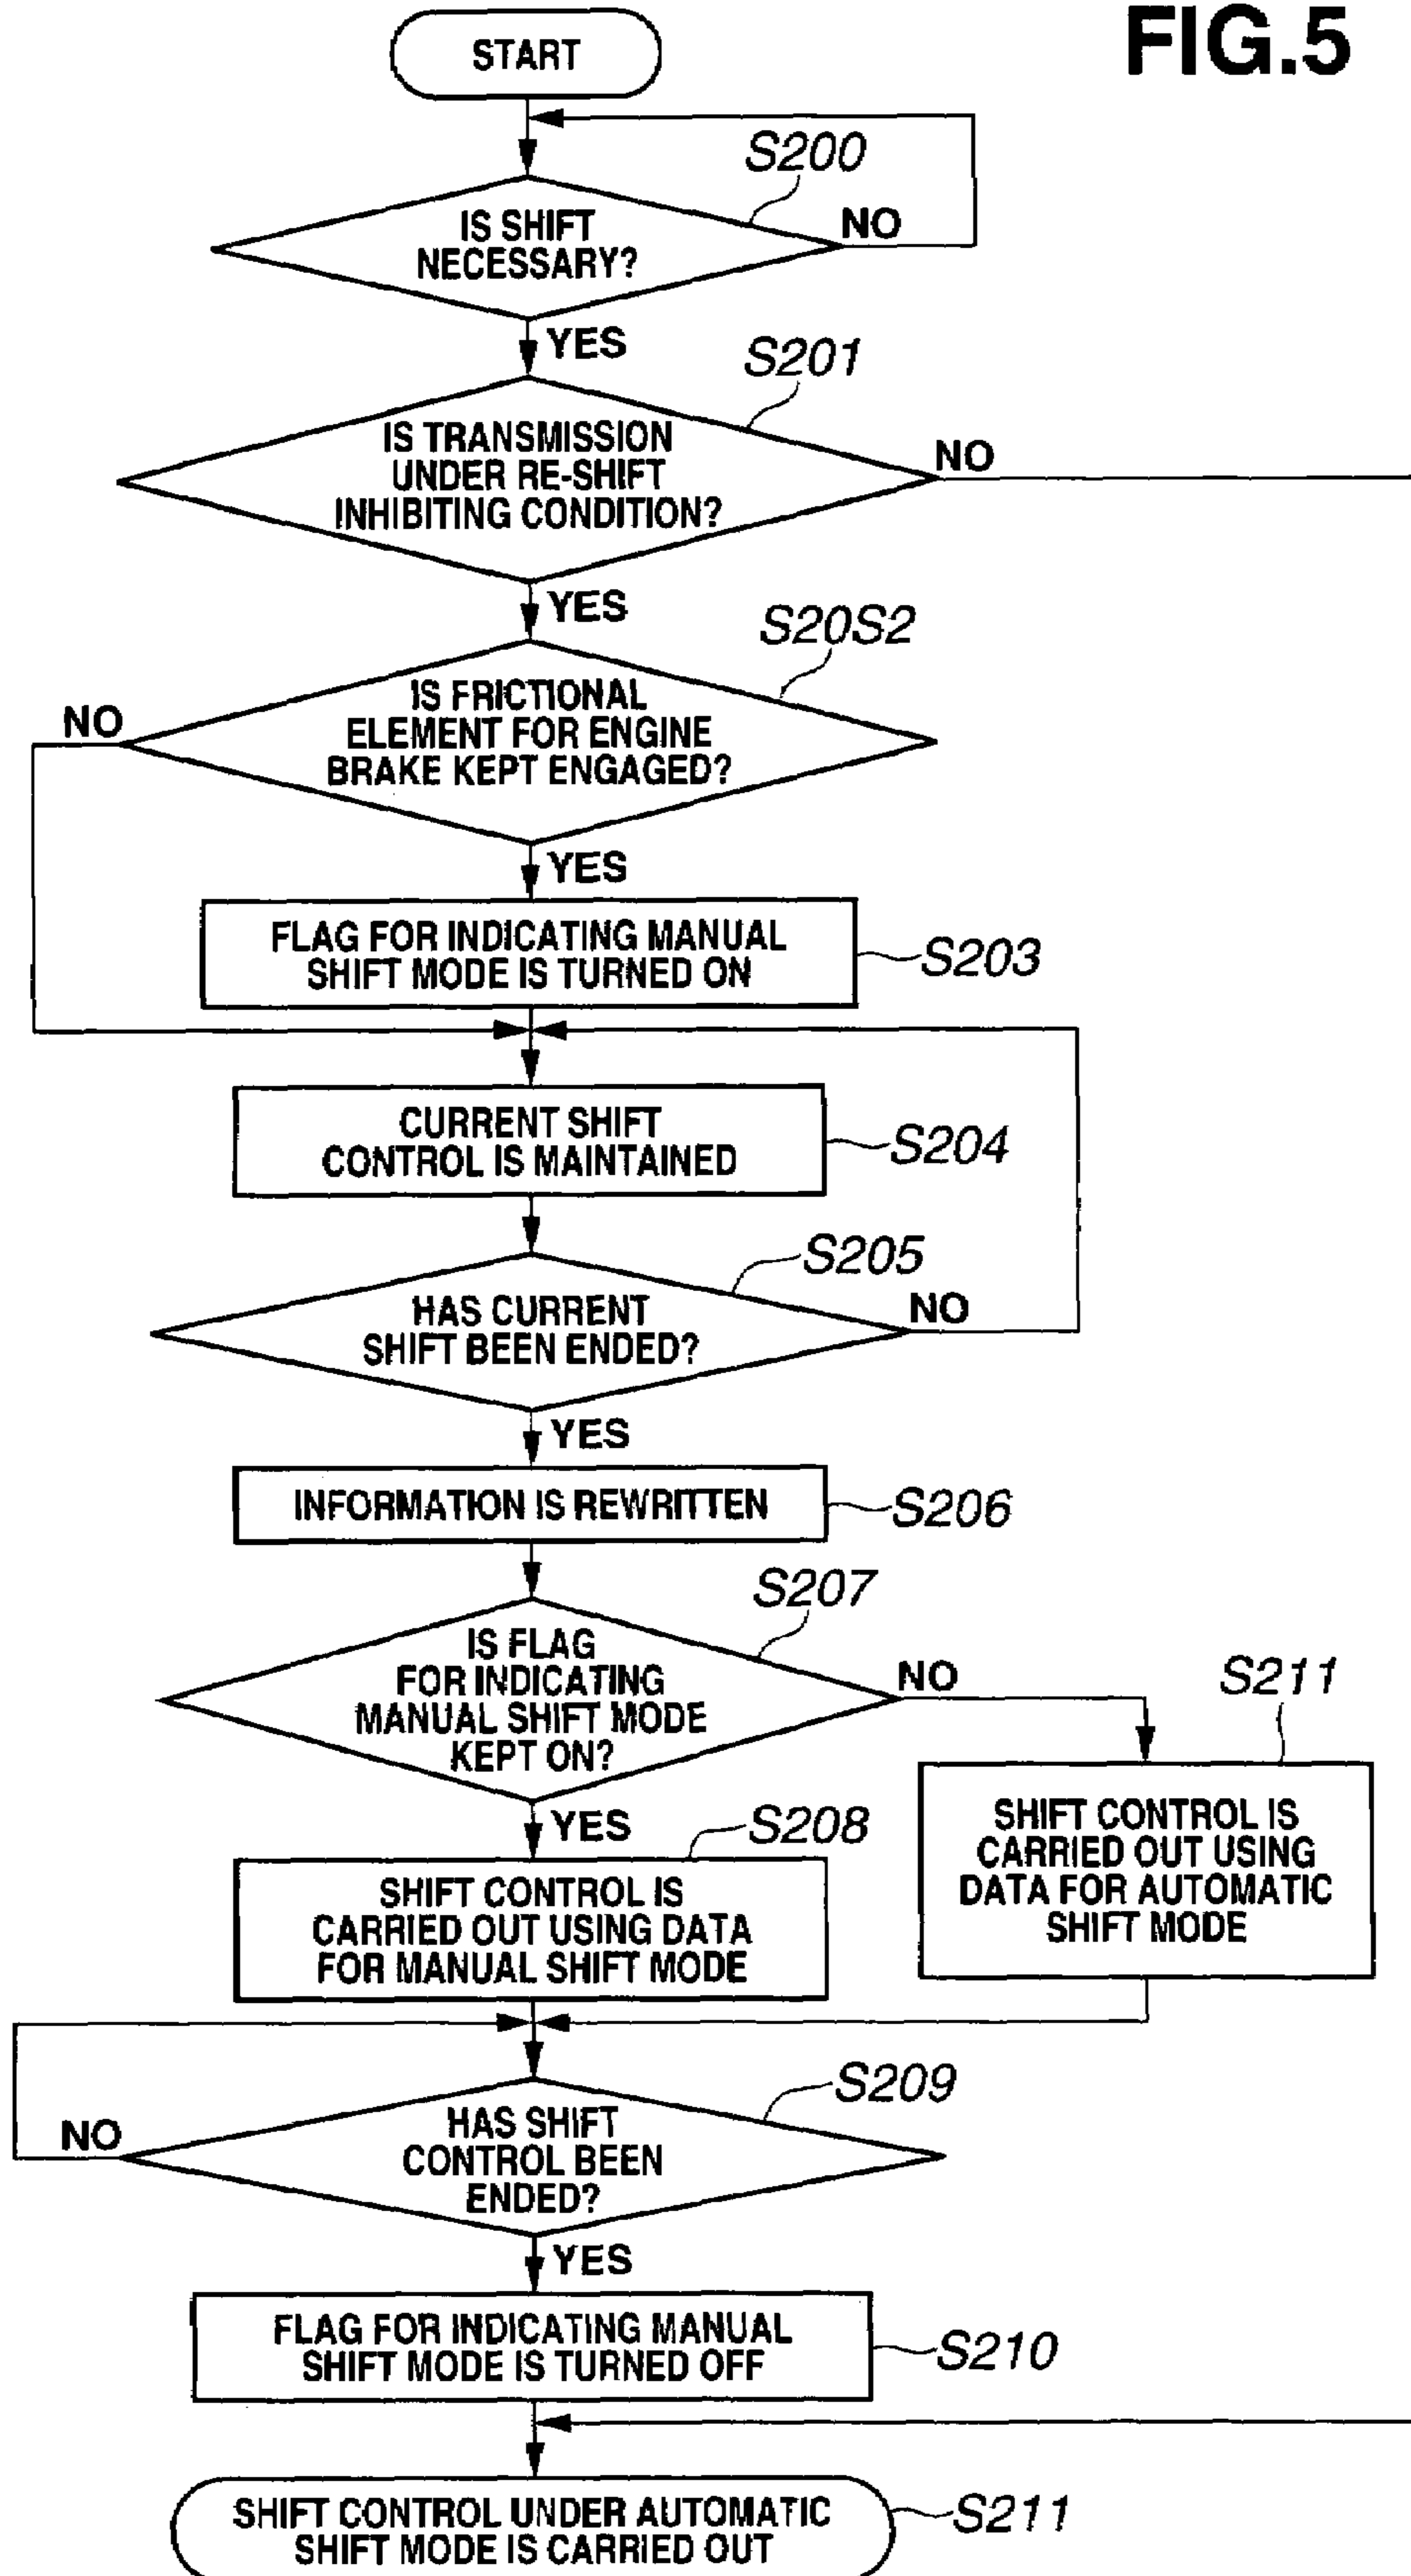 FIG.5
START
S200
IS SHIFT
NECESSARY?
NO
YES
S201
IS TRANSMISSION
UNDER RE-SHIFT
INHIBITING CONDITION?
NO
YES
S20S2
IS FRICTIONAL
ELEMENT FOR ENGINE
BRAKE KEPT ENGAGED?
NO
YES
FLAG FOR INDICATING MANUAL
SHIFT MODE IS TURNED ON
S203
CURRENT SHIFT
CONTROL IS MAINTAINED
S204
S205
HAS CURRENT
SHIFT BEEN ENDED?
NO
YES
INFORMATION IS REWRITTEN
S206
S207
IS FLAG
FOR INDICATING
MANUAL SHIFT MODE
KEPT ON?
NO
S211
SHIFT CONTROL IS
CARRIED OUT USING
DATA FOR AUTOMATIC
SHIFT MODE
YES
S208
SHIFT CONTROL IS
CARRIED OUT USING DATA
FOR MANUAL SHIFT MODE
S209
HAS SHIFT
CONTROL BEEN
ENDED?
NO
YES
FLAG FOR INDICATING MANUAL
SHIFT MODE IS TURNED OFF
S210
SHIFT CONTROL UNDER AUTOMATIC
SHIFT MODE IS CARRIED OUT
S211